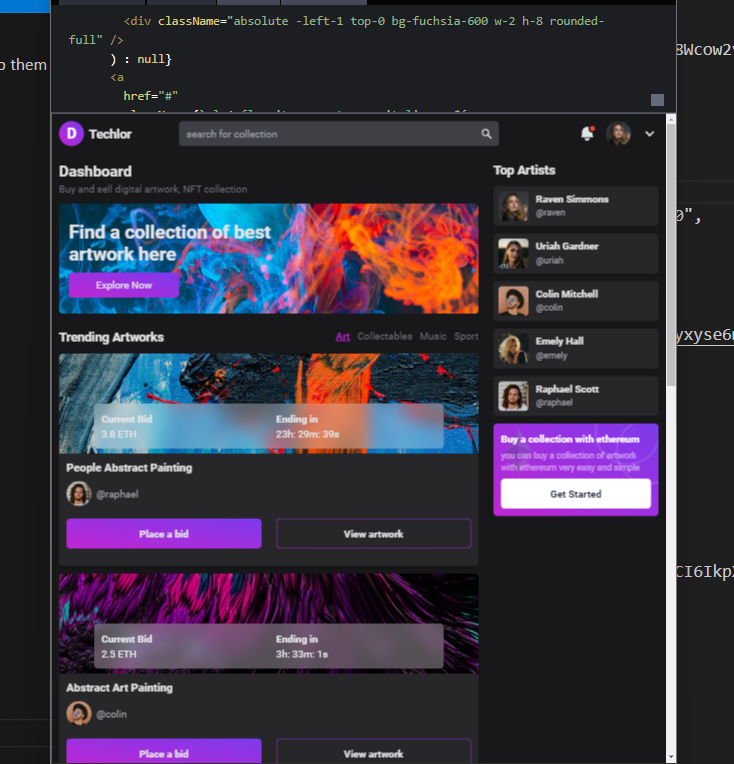 <div className="absolute -left-1 top-0 bg-fuchsia-600 w-2 h-8 rounded-
full" />
) : null}
<a
href="#"
p them
8Wcow2
0",
yxyse6
CI6Ikp
D Techlor
search for collection
Dashboard
Buy and sell digital artwork, NFT collection
Find a collection of best
artwork here
Explore Now
Trending Artworks
Art Collectables Music Sport
Current Bid Ending in
3.8 ETH 23h: 29m: 39s
People Abstract Painting
@raphael
Place a bid View artwork
Current Bid Ending in
2.5 ETH 3h: 33m: 1s
Abstract Art Painting
@colin
Place a bid View artwork
Top Artists
Raven Simmons
@raven
Uriah Gardner
@uriah
Colin Mitchell
@colin
Emely Hall
@emely
Raphael Scott
@raphael
Buy a collection with ethereum
you can buy a collection of artwork
with ethereum very easy and simple
Get Started